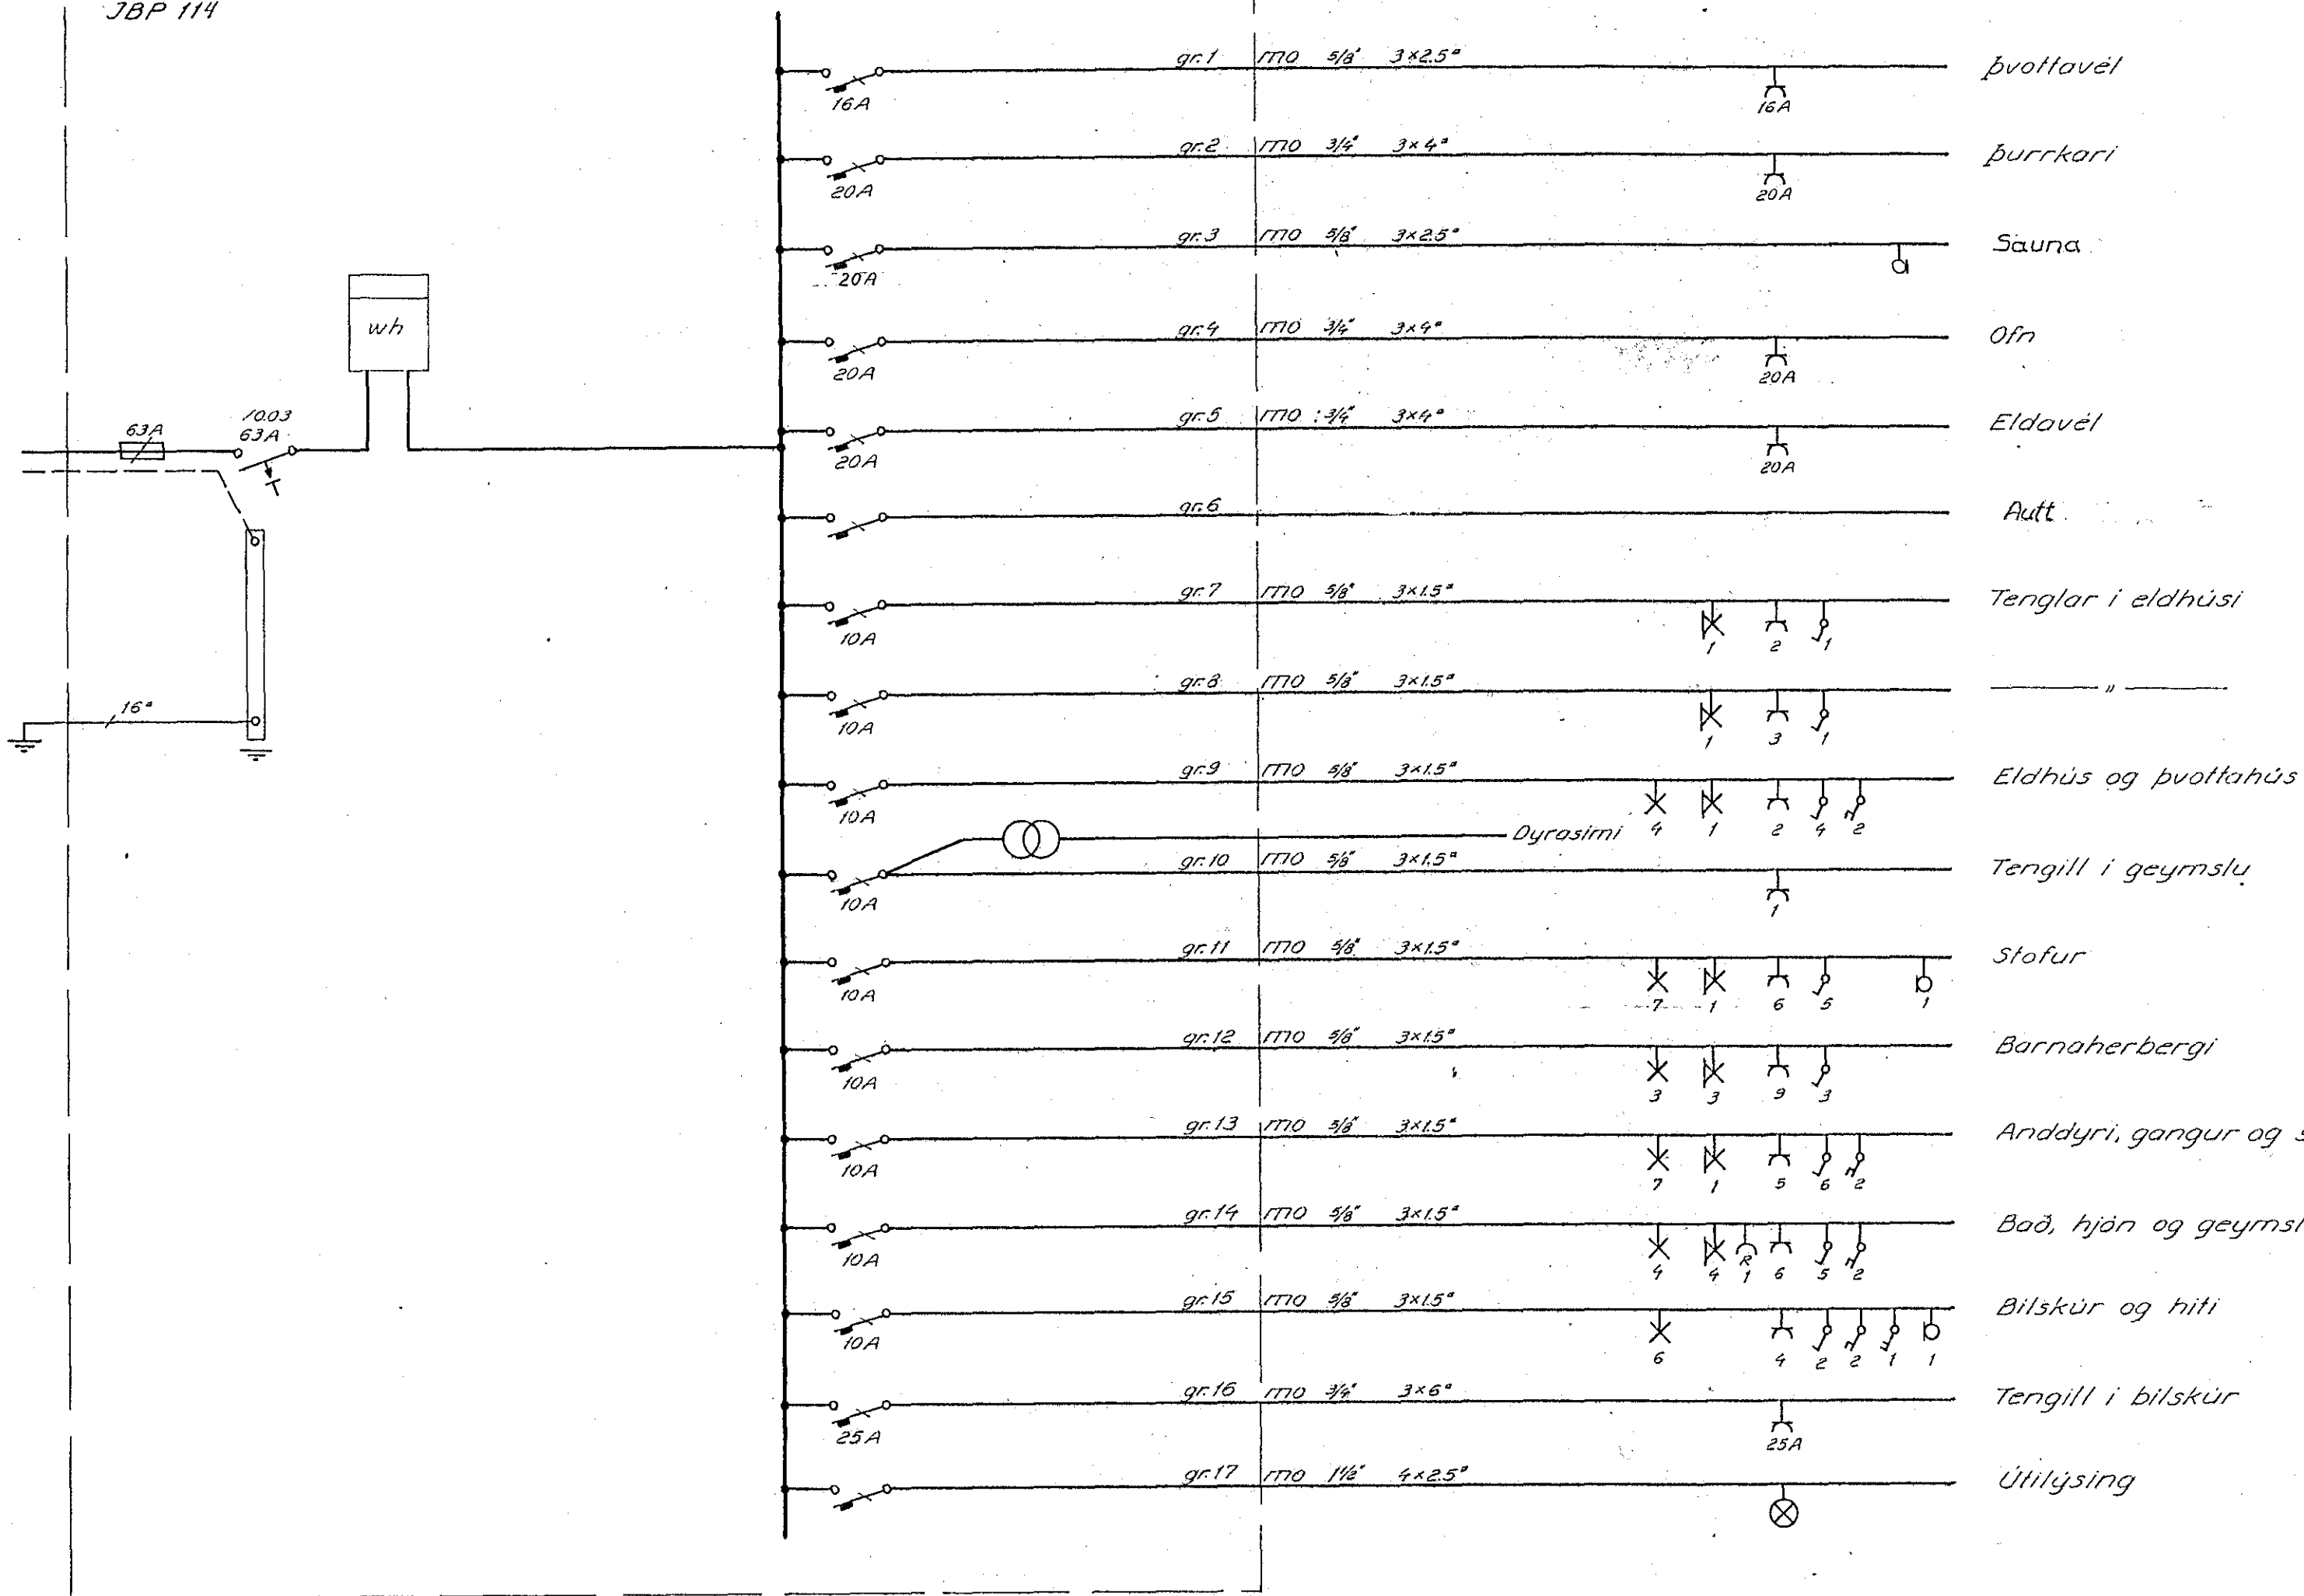 JBP 114
gr.1 mo 5/8" 3×2.5▫ Þvottavél
16A 16A
gr.2 mo 3/4" 3×4▫ Þurrkari
20A 20A
gr.3 mo 5/8" 3×2.5▫ Sauna
20A
wh
gr.4 mo 3/4" 3×4▫ Ofn
20A 20A
63A
10.03
63A
gr.5 mo 3/4" 3×4▫ Eldavél
20A 20A
gr.6 Autt
gr.7 mo 5/8" 3×1.5▫ Tenglar í eldhúsi
10A 1 2 1
16▫
gr.8 mo 5/8" 3×1.5▫ — " —
10A 1 3 1
gr.9 mo 5/8" 3×1.5▫ Eldhús og þvottahús
10A 4 1 2 4 2
Dyrasími
gr.10 mo 5/8" 3×1.5▫ Tengill í geymslu
10A 1
gr.11 mo 5/8" 3×1.5▫ Stofur
10A 7 1 6 5 1
gr.12 mo 5/8" 3×1.5▫ Barnaherbergi
10A 3 3 9 3
gr.13 mo 5/8" 3×1.5▫ Anddyri, gangur og
10A 7 1 5 6 2
gr.14 mo 5/8" 3×1.5▫ Bað, hjón og geymsl
R
10A 4 4 1 6 5 2
gr.15 mo 5/8" 3×1.5▫ Bílskúr og hiti
10A 6 4 2 2 1 1
gr.16 mo 3/4" 3×6▫ Tengill í bílskúr
25A 25A
gr.17 mo 1½" 4×2.5▫ Útilýsing